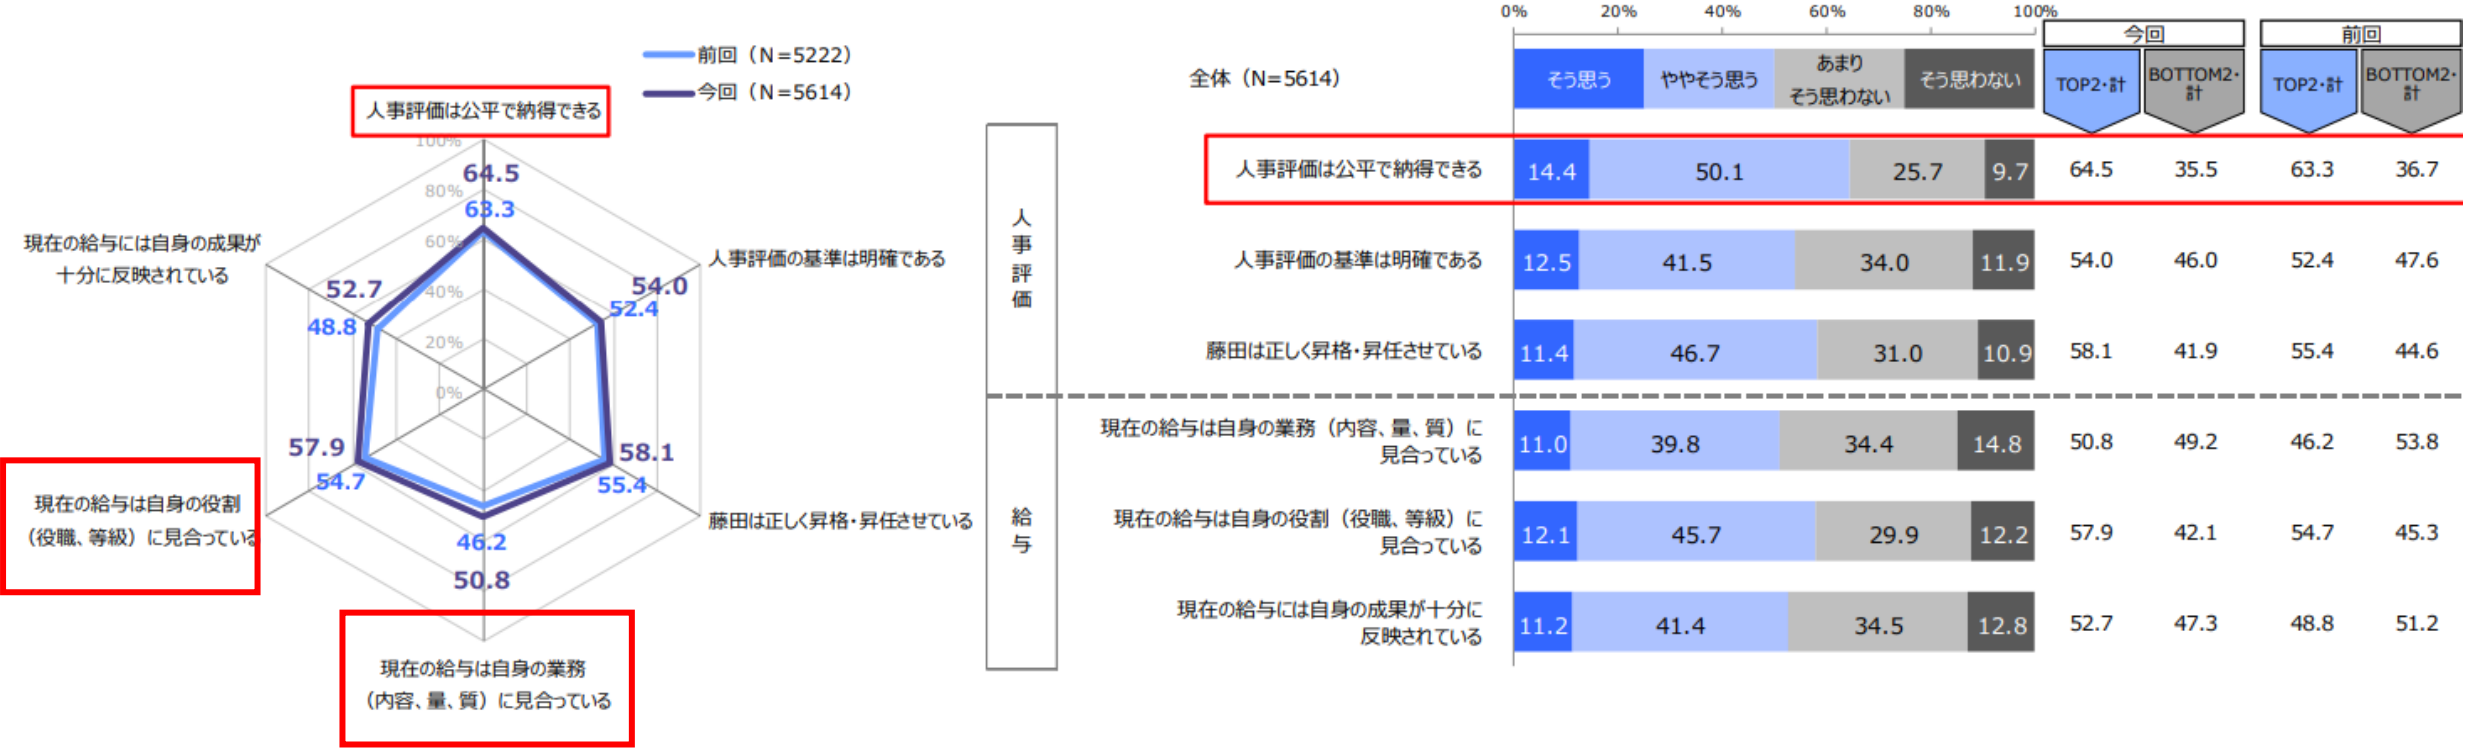 前回（N=5222）
今回（N=5614）
人事評価は公平で納得できる
100%
80%
60%
40%
20%
0%
64.5
63.3
人事評価の基準は明確である
54.0
52.4
58.1
55.4
藤田は正しく昇格・昇任させている
46.2
50.8
現在の給与は自身の業務
（内容、量、質）に見合っている
57.9
54.7
現在の給与は自身の役割
（役職、等級）に見合っている
現在の給与には自身の成果が
十分に反映されている
52.7
48.8
0% 20% 40% 60% 80% 100%
今回 前回
全体（N=5614）
そう思う ややそう思う あまり
そう思わない そう思わない
TOP2・計 BOTTOM2・
計 TOP2・計 BOTTOM2・
計
人事評価
人事評価は公平で納得できる 14.4 50.1 25.7 9.7 64.5 35.5 63.3 36.7
人事評価の基準は明確である 12.5 41.5 34.0 11.9 54.0 46.0 52.4 47.6
藤田は正しく昇格・昇任させている 11.4 46.7 31.0 10.9 58.1 41.9 55.4 44.6
給与
現在の給与は自身の業務（内容、量、質）に
見合っている 11.0 39.8 34.4 14.8 50.8 49.2 46.2 53.8
現在の給与は自身の役割（役職、等級）に
見合っている 12.1 45.7 29.9 12.2 57.9 42.1 54.7 45.3
現在の給与には自身の成果が十分に
反映されている 11.2 41.4 34.5 12.8 52.7 47.3 48.8 51.2